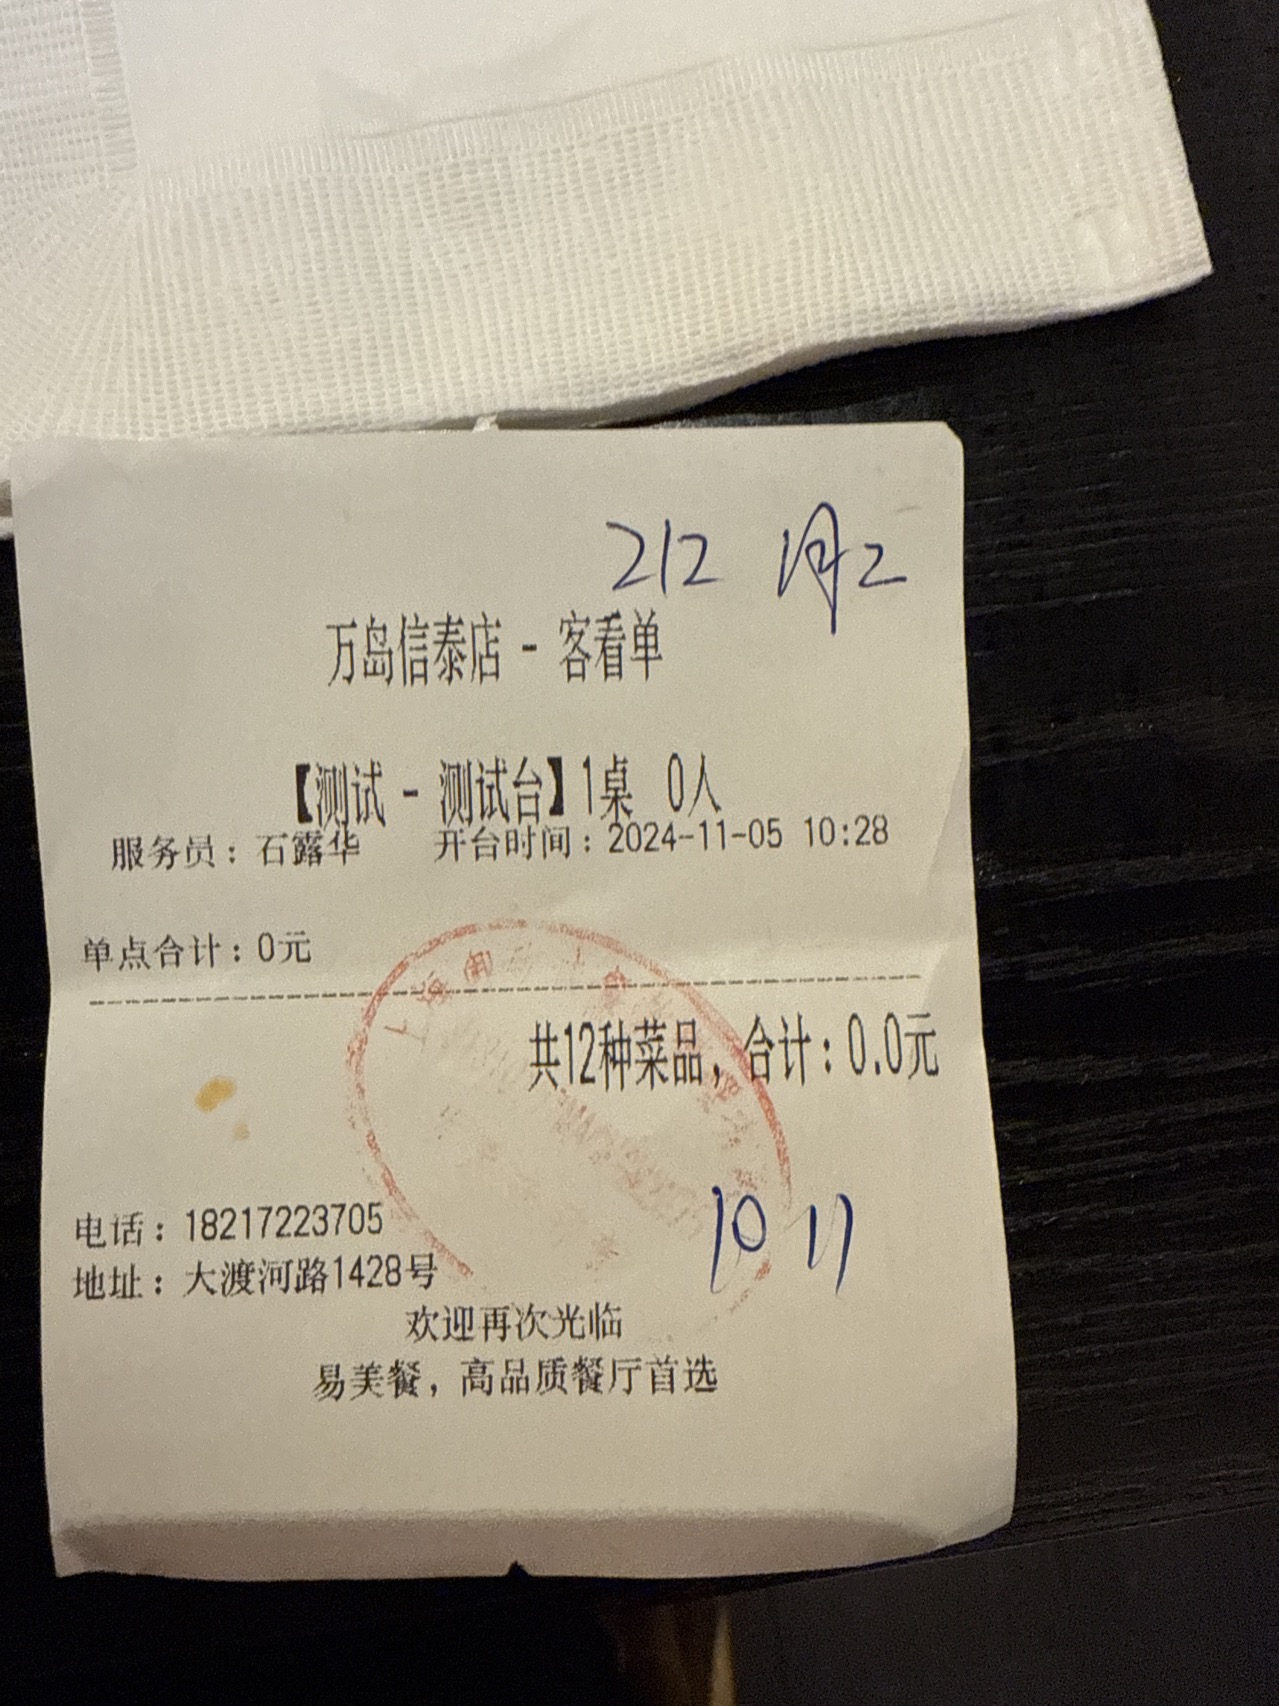 212 月2
万岛信泰店 - 客看单
【测试 - 测试台】1桌 0人
服务员：石露华 开台时间：2024-11-05 10:28
单点合计：0元
共12种菜品，合计：0.0元
电话：18217223705
地址：大渡河路1428号
10 11
欢迎再次光临
易美餐，高品质餐厅首选